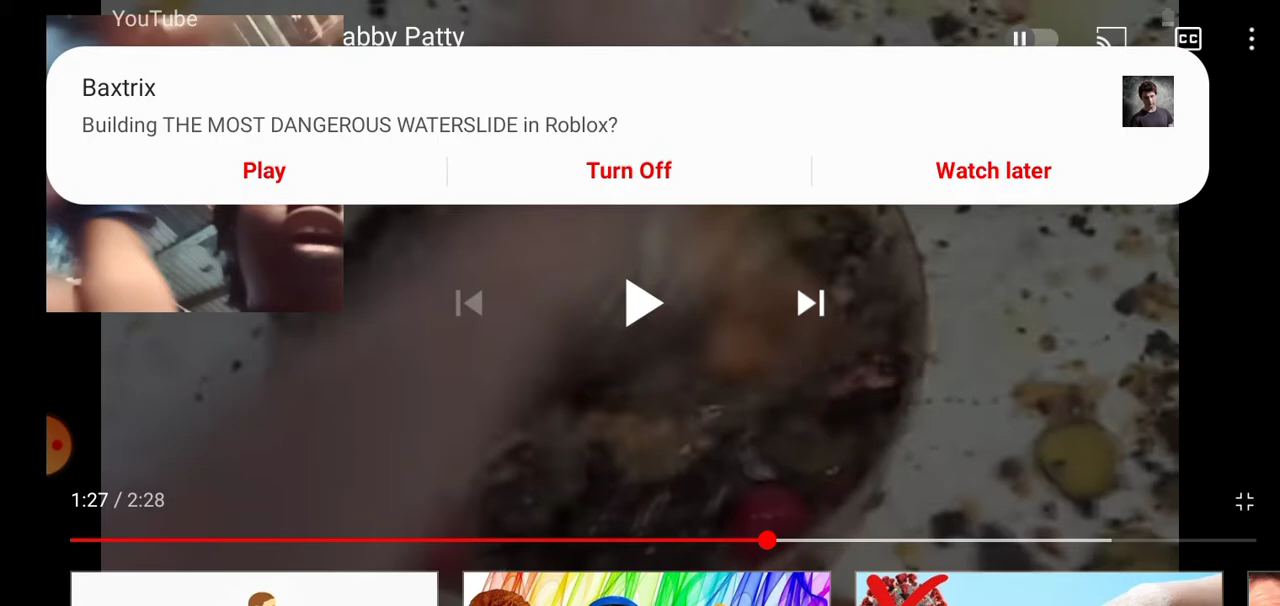 YouTube
abby Patty
CC
Baxtrix
Building THE MOST DANGEROUS WATERSLIDE in Roblox?
Play
Turn Off
Watch later
1:27 / 2:28